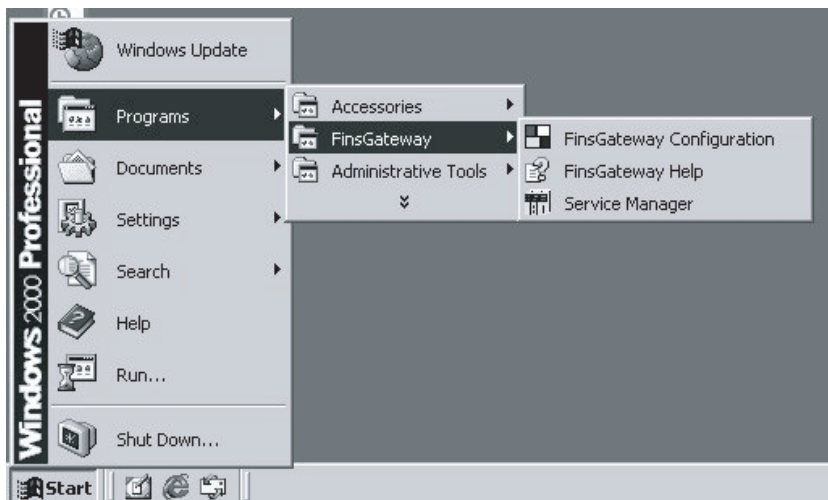 Windows 2000 Professional
Windows Update
Programs
Documents
Settings
Search
Help
Run...
Shut Down...
Accessories
FinsGateway
Administrative Tools
FinsGateway Configuration
FinsGateway Help
Service Manager
Start